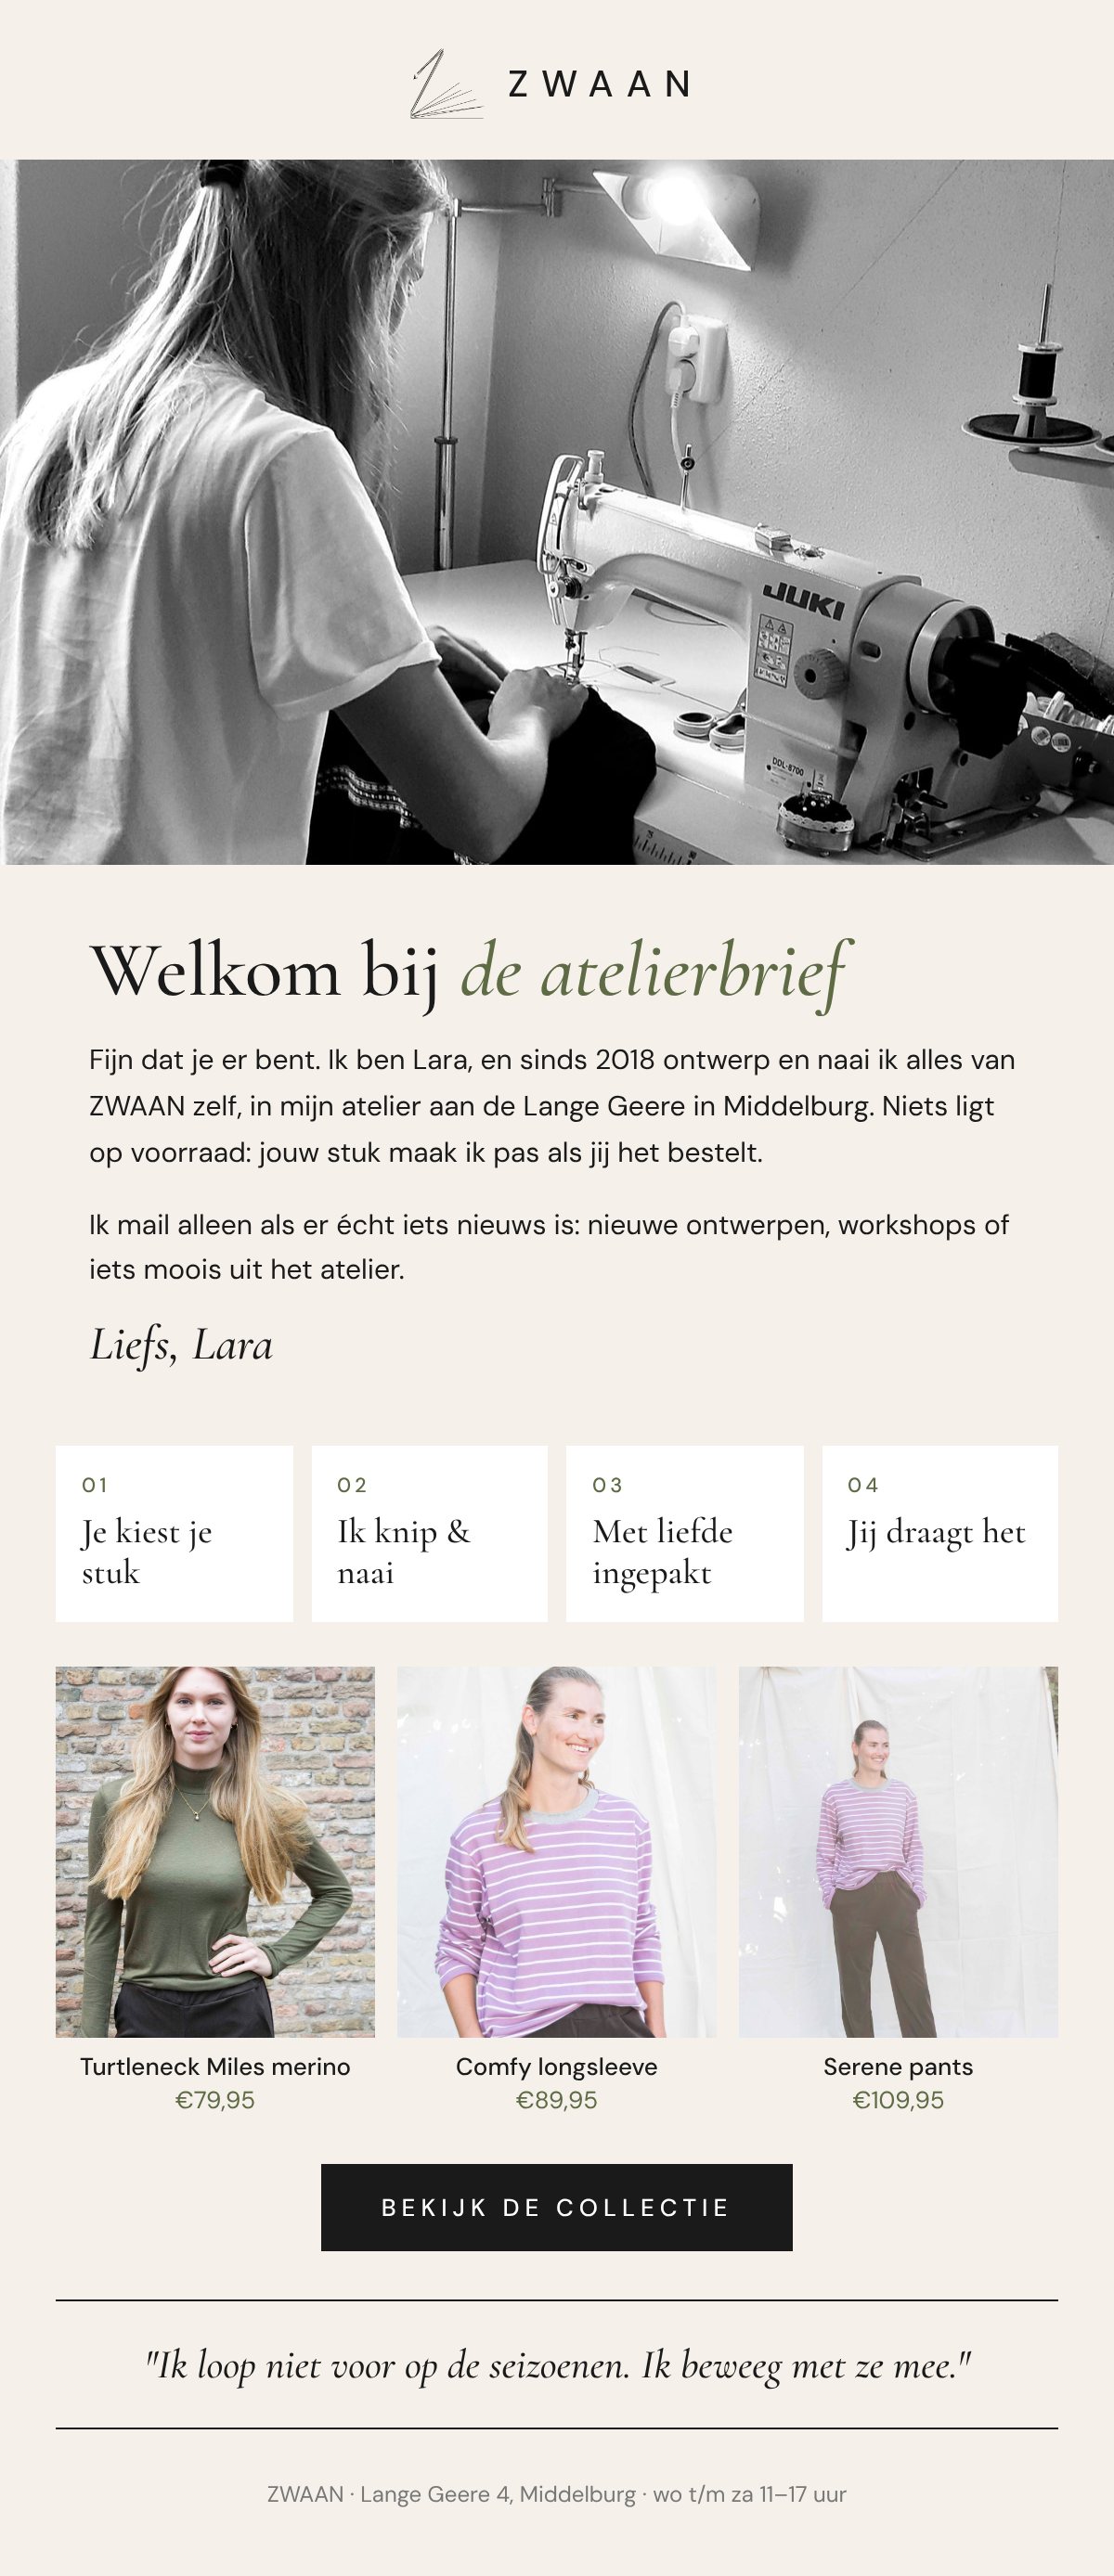 ZWAAN
JUKI
DDL-8700
Welkom bij de atelierbrief
Fijn dat je er bent. Ik ben Lara, en sinds 2018 ontwerp en naai ik alles van
ZWAAN zelf, in mijn atelier aan de Lange Geere in Middelburg. Niets ligt
op voorraad: jouw stuk maak ik pas als jij het bestelt.
Ik mail alleen als er écht iets nieuws is: nieuwe ontwerpen, workshops of
iets moois uit het atelier.
Liefs, Lara
01
Je kiest je
stuk
02
Ik knip &
naai
03
Met liefde
ingepakt
04
Jij draagt het
Turtleneck Miles merino
€79,95
Comfy longsleeve
€89,95
Serene pants
€109,95
BEKIJK DE COLLECTIE
"Ik loop niet voor op de seizoenen. Ik beweeg met ze mee."
ZWAAN · Lange Geere 4, Middelburg · wo t/m za 11–17 uur